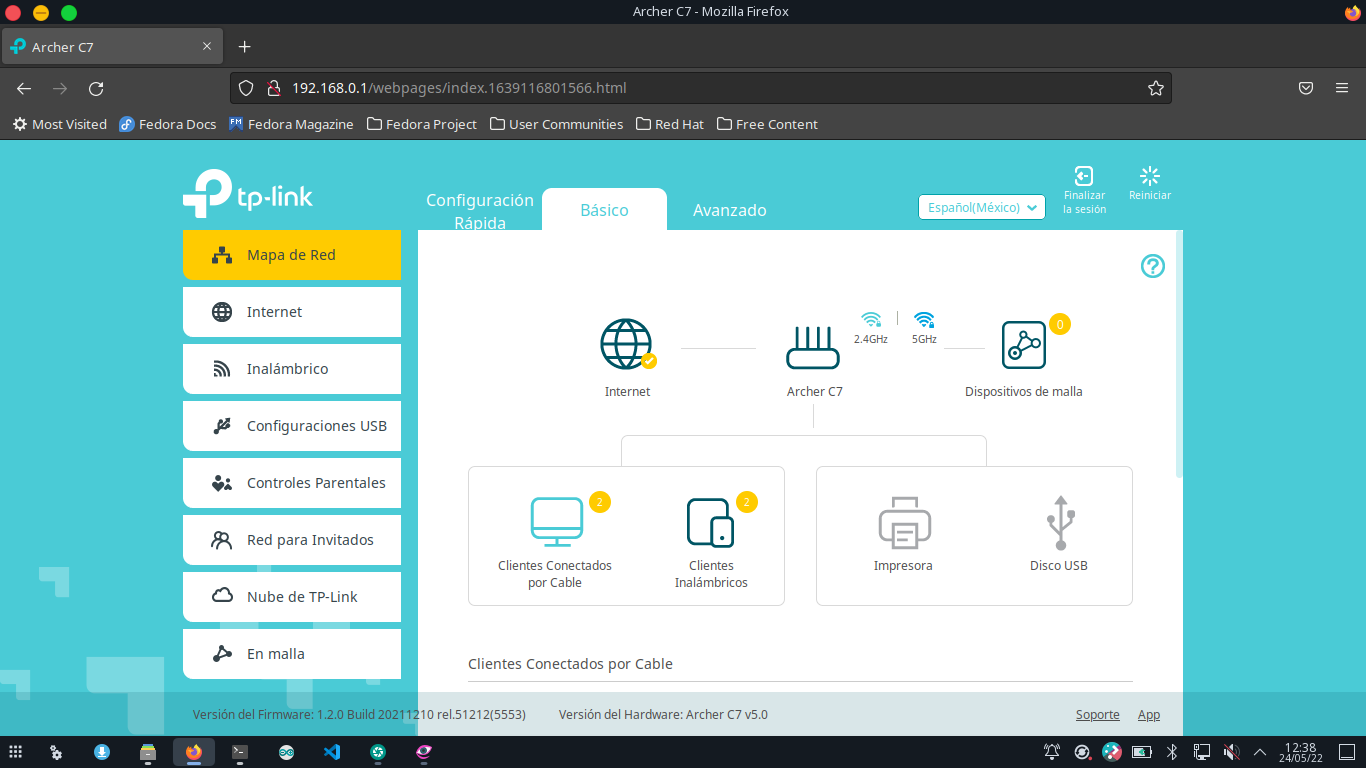 Archer C7 - Mozilla Firefox
Archer C7
192.168.0.1/webpages/index.1639116801566.html
Most Visited Fedora Docs Fedora Magazine Fedora Project User Communities Red Hat Free Content
tp-link
Configuración
Rápida
Básico
Avanzado
Español(México)
Finalizar
la sesión
Reiniciar
Mapa de Red
Internet
Inalámbrico
Configuraciones USB
Controles Parentales
Red para Invitados
Nube de TP-Link
En malla
?
2.4GHz
5GHz
0
Internet
Archer C7
Dispositivos de malla
2
Clientes Conectados
por Cable
2
Clientes
Inalámbricos
Impresora
Disco USB
Clientes Conectados por Cable
Versión del Firmware: 1.2.0 Build 20211210 rel.51212(5553) Versión del Hardware: Archer C7 v5.0
Soporte App
12:38
24/05/22